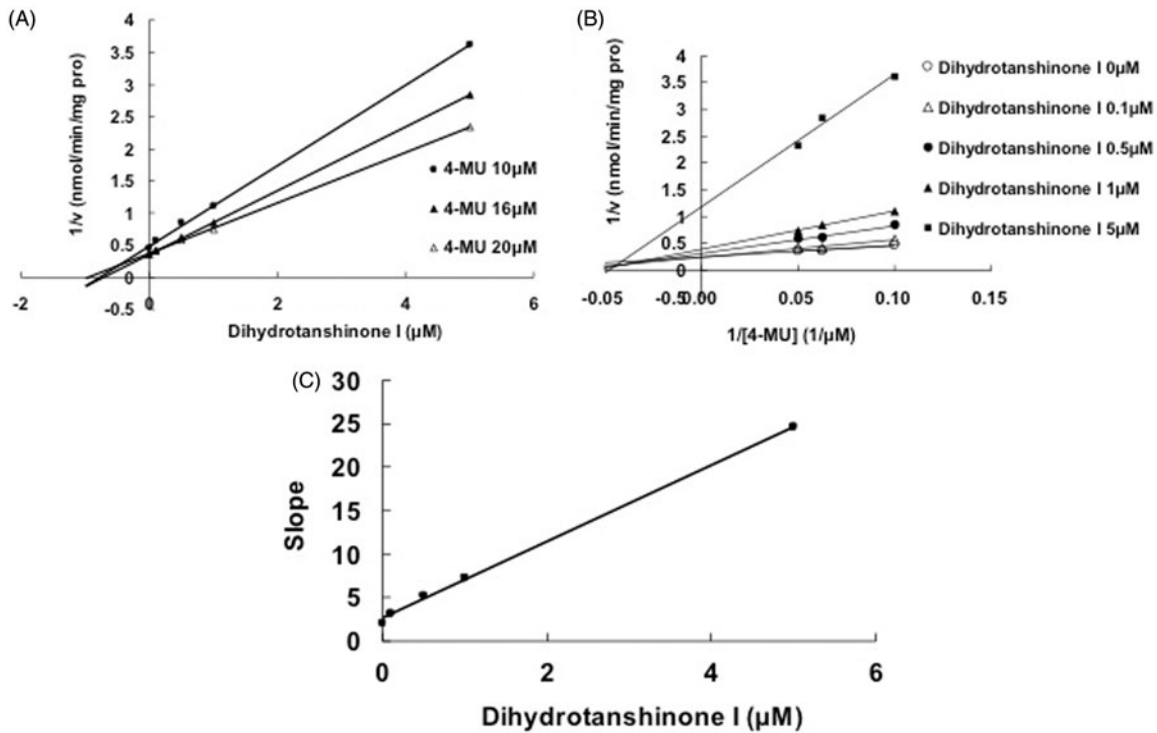 (A)
1/v (nmol/min/mg pro)
4
3.5
3
2.5
2
1.5
1
0.5
0
-0.5
-2
0
2
4
6
Dihydrotanshinone I (µM)
4-MU 10µM
4-MU 16µM
4-MU 20µM
(B)
1/v (nmol/min/mg pro)
4
3.5
3
2.5
2
1.5
1
0.5
0
-0.5
-0.05
0.00
0.05
0.10
0.15
1/[4-MU] (1/µM)
Dihydrotanshinone I 0µM
Dihydrotanshinone I 0.1µM
Dihydrotanshinone I 0.5µM
Dihydrotanshinone I 1µM
Dihydrotanshinone I 5µM
(C)
Slope
30
25
20
15
10
5
0
0
2
4
6
Dihydrotanshinone I (µM)